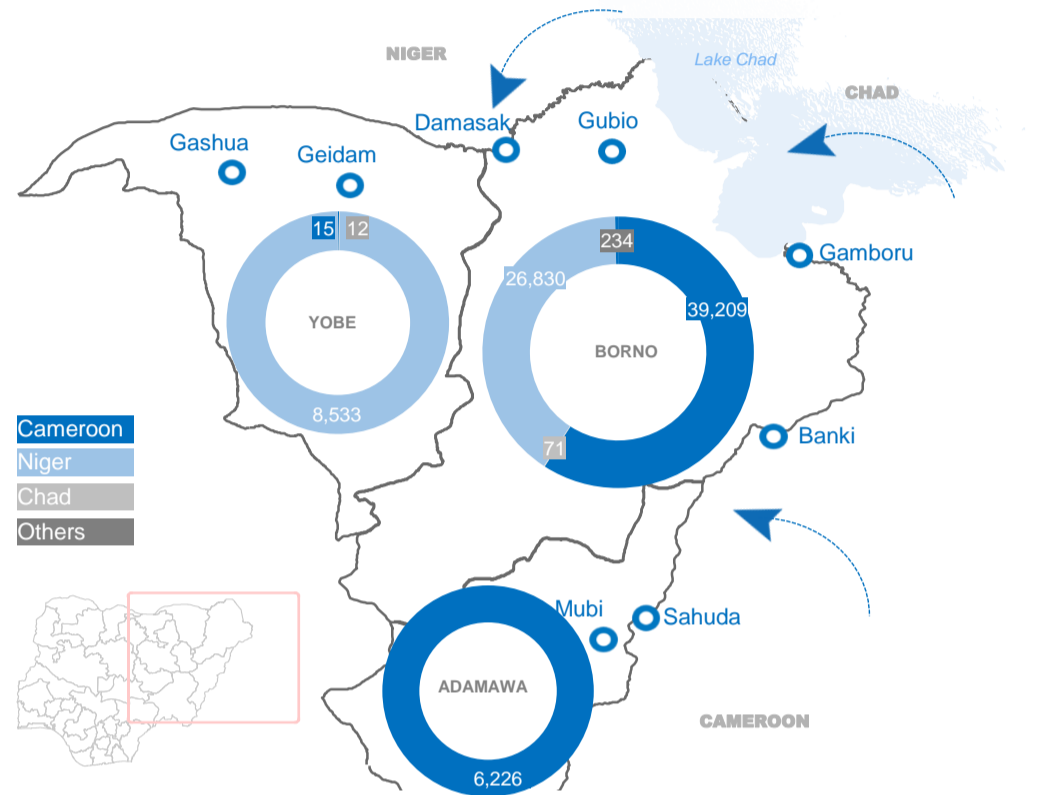 NIGER
Lake Chad
CHAD
Damasak
Gubio
Gashua
Geidam
15
12
234
Gamboru
26,830
39,209
YOBE
BORNO
8,533
Cameroon
71
Banki
Niger
Chad
Others
Mubi
Sahuda
ADAMAWA
CAMEROON
6,226